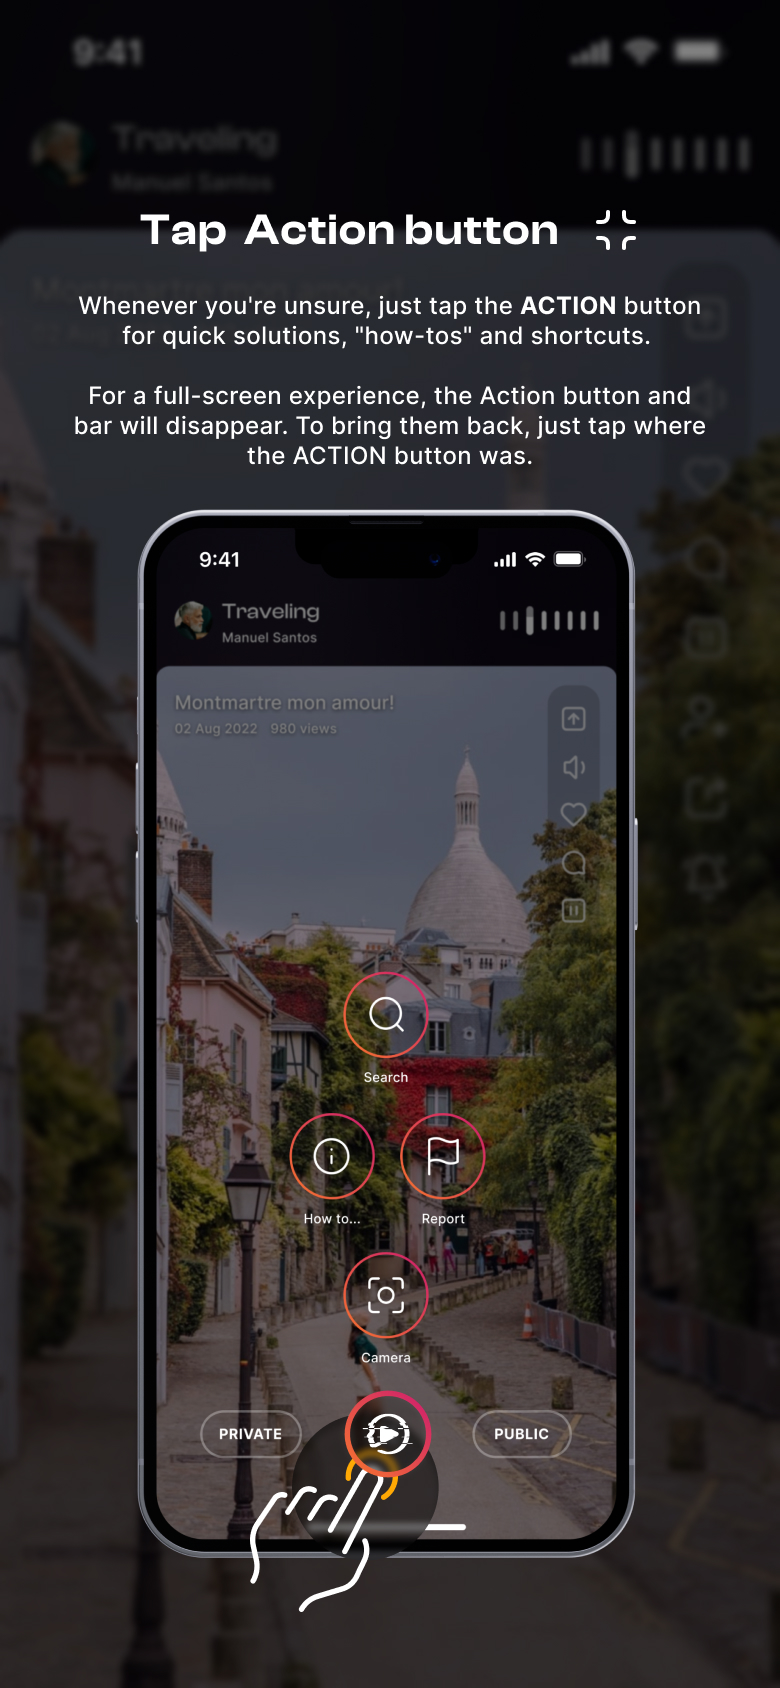 9:41
Traveling
Manuel Santos
Tap Action button
Whenever you're unsure, just tap the ACTION button
for quick solutions, "how-tos" and shortcuts.
For a full-screen experience, the Action button and
bar will disappear. To bring them back, just tap where
the ACTION button was.
9:41
Traveling
Manuel Santos
Montmartre mon amour!
02 Aug 2022 980 views
Search
How to...
Report
Camera
PRIVATE
PUBLIC